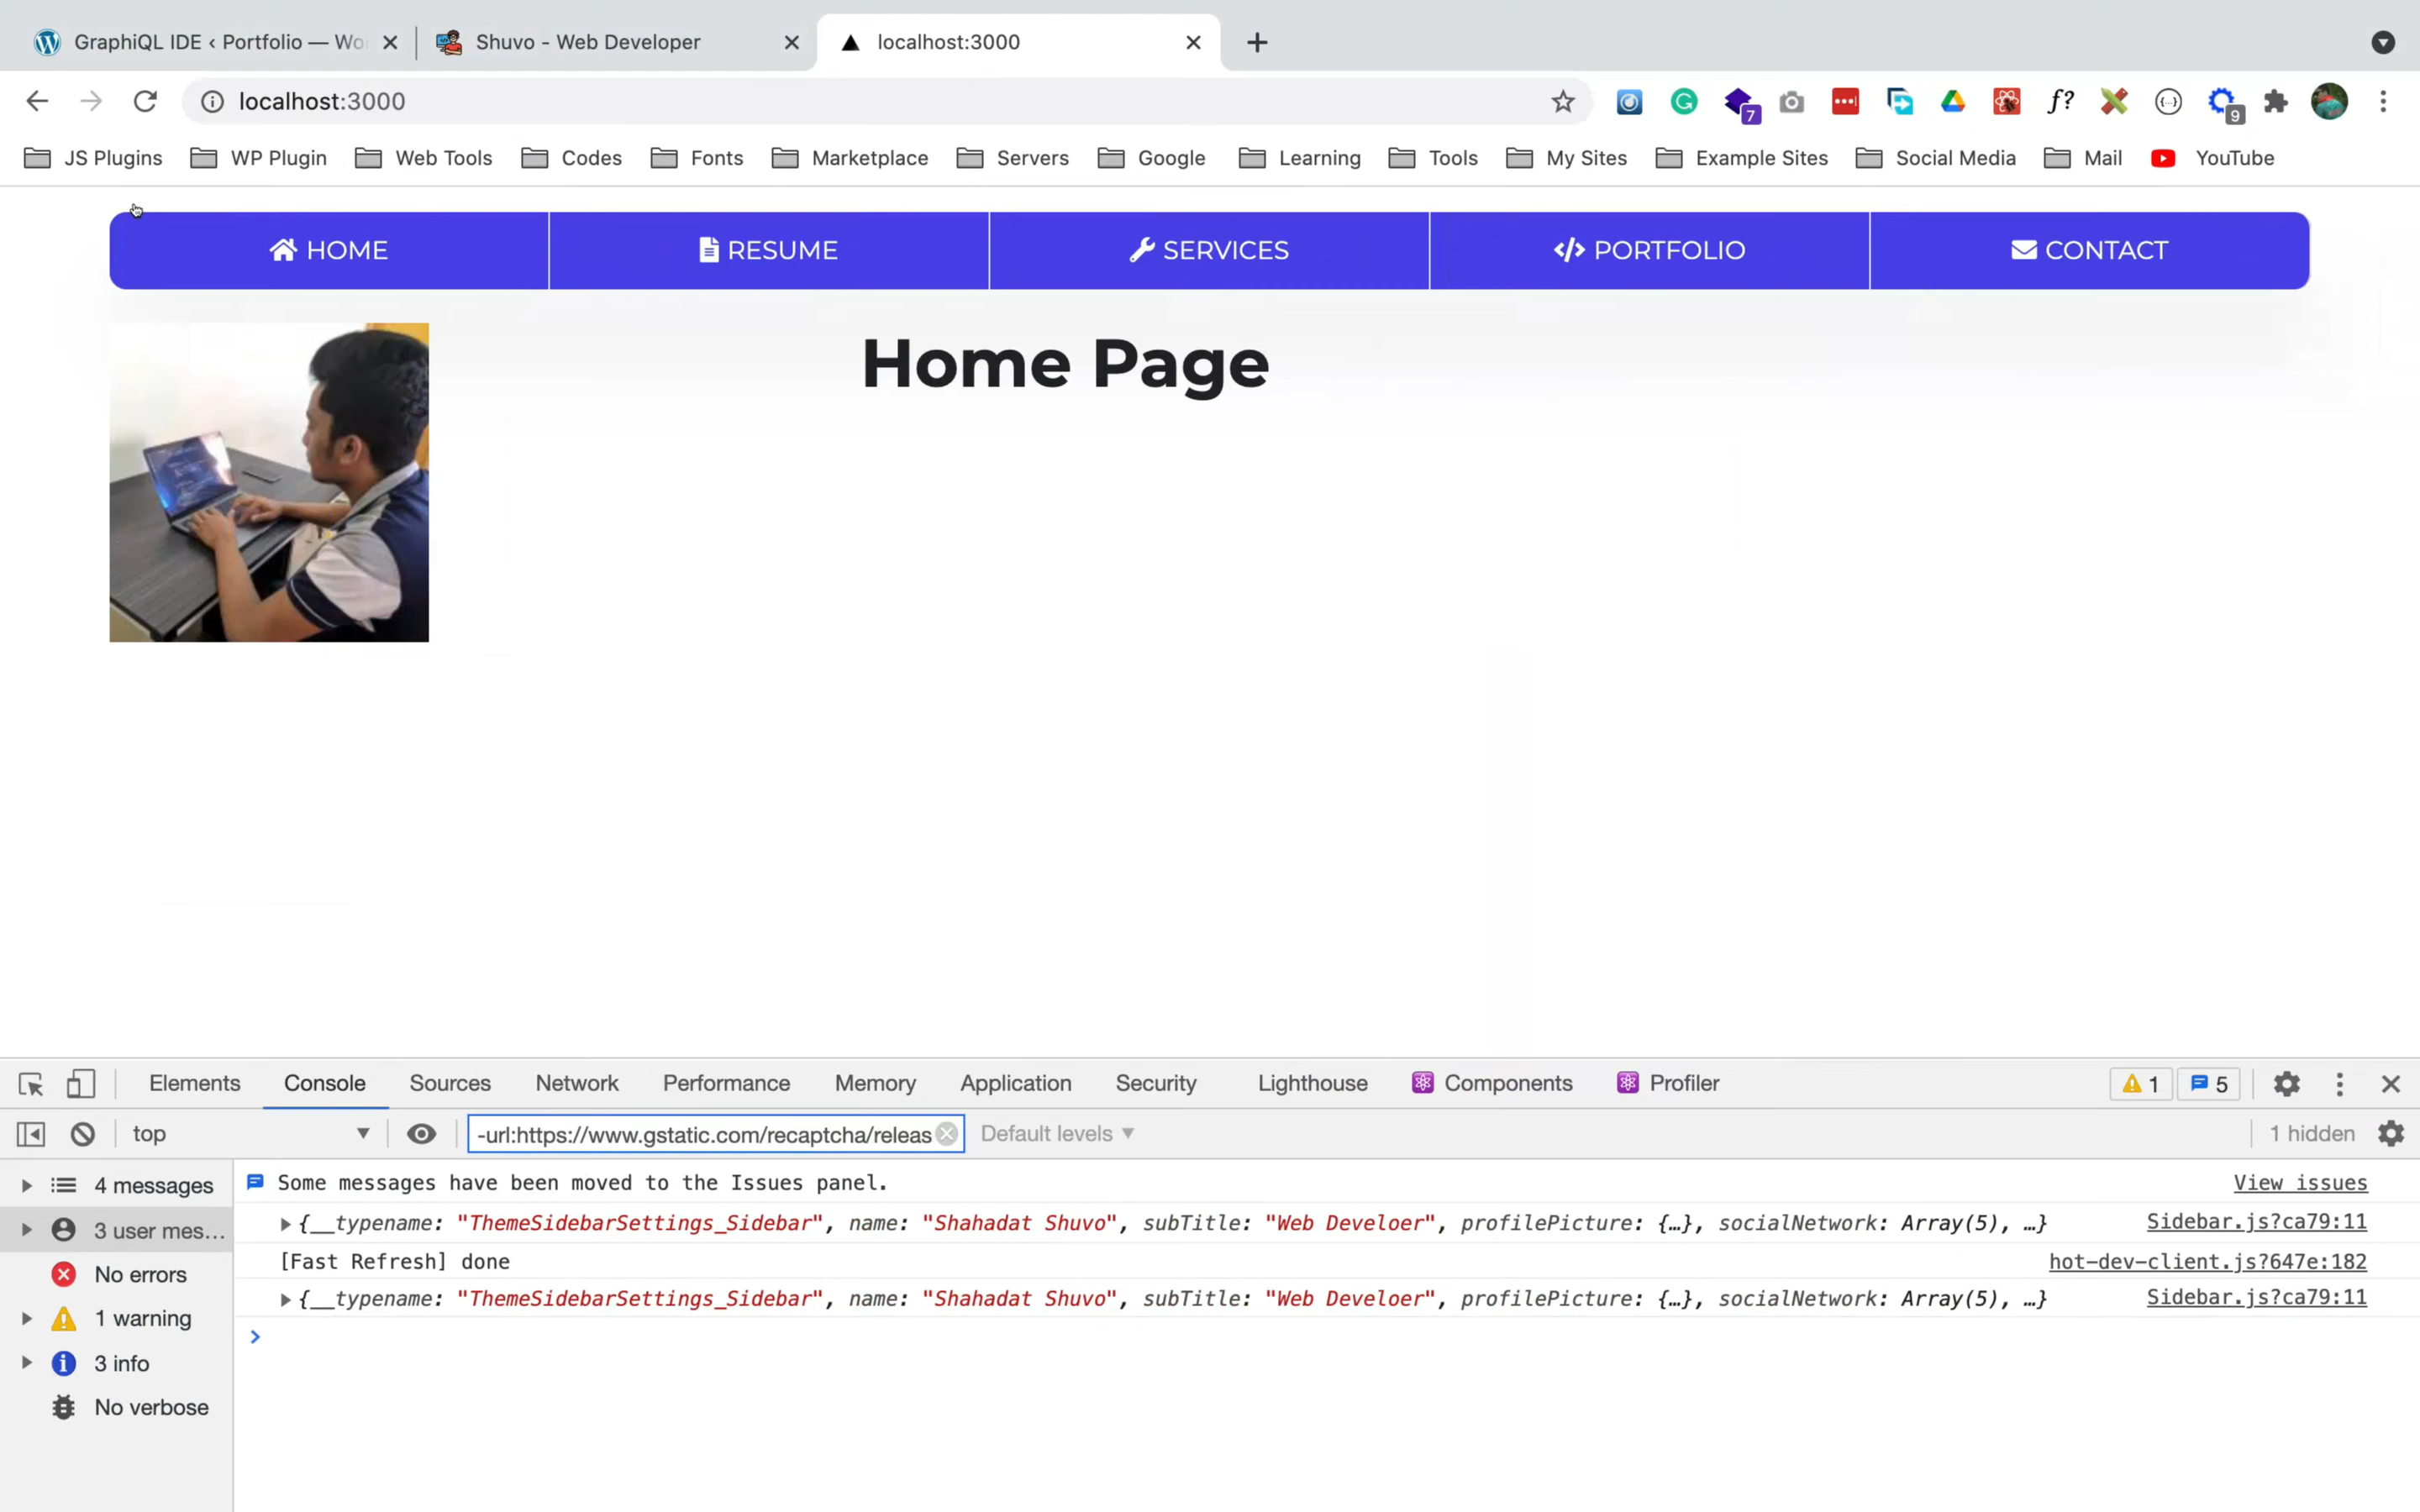 GraphiQL IDE ‹ Portfolio — Wo
Shuvo - Web Developer
localhost:3000
localhost:3000
7
f?
9
JS Plugins
WP Plugin
Web Tools
Codes
Fonts
Marketplace
Servers
Google
Learning
Tools
My Sites
Example Sites
Social Media
Mail
YouTube
HOME
RESUME
SERVICES
PORTFOLIO
CONTACT
Home Page
Elements
Console
Sources
Network
Performance
Memory
Application
Security
Lighthouse
Components
Profiler
1
5
top
-url:https://www.gstatic.com/recaptcha/releas
Default levels
1 hidden
4 messages
3 user mes...
No errors
1 warning
3 info
No verbose
Some messages have been moved to the Issues panel.
View issues
{__typename: "ThemeSidebarSettings_Sidebar", name: "Shahadat Shuvo", subTitle: "Web Develoer", profilePicture: {…}, socialNetwork: Array(5), …}
Sidebar.js?ca79:11
[Fast Refresh] done
hot-dev-client.js?647e:182
{__typename: "ThemeSidebarSettings_Sidebar", name: "Shahadat Shuvo", subTitle: "Web Develoer", profilePicture: {…}, socialNetwork: Array(5), …}
Sidebar.js?ca79:11